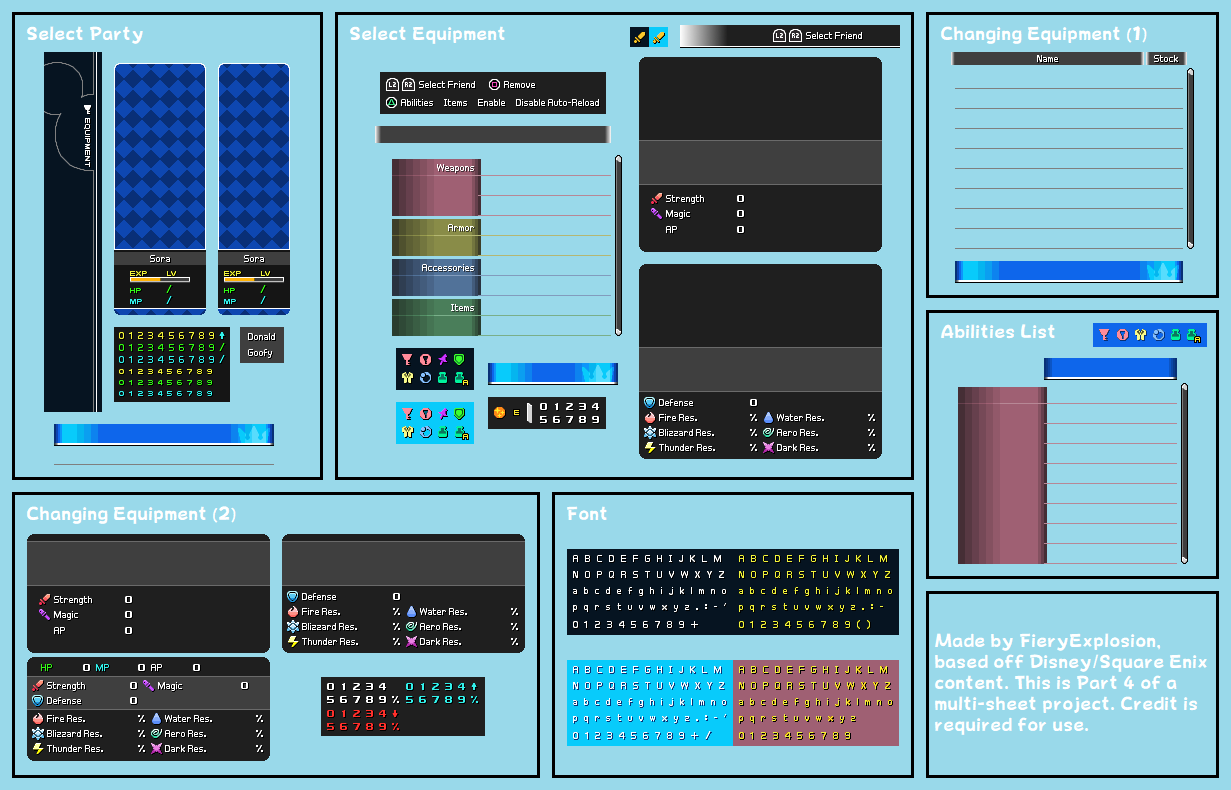 Select Party
EQUIPMENT
Sora
EXP LV
HP /
MP /
Sora
EXP LV
HP /
MP /
0 1 2 3 4 5 6 7 8 9
0 1 2 3 4 5 6 7 8 9 /
0 1 2 3 4 5 6 7 8 9 /
0 1 2 3 4 5 6 7 8 9
0 1 2 3 4 5 6 7 8 9
0 1 2 3 4 5 6 7 8 9
Donald
Goofy
Select Equipment
L2 R2 Select Friend
L2 R2 Select Friend Remove
Abilities Items Enable Disable Auto-Reload
Weapons
Armor
Accessories
Items
A
A
E 0 1 2 3 4
5 6 7 8 9
Strength 0
Magic 0
AP 0
Defense 0
Fire Res. % Water Res. %
Blizzard Res. % Aero Res. %
Thunder Res. % Dark Res. %
Changing Equipment (1)
Name Stock
Abilities List
A
Changing Equipment (2)
Strength 0
Magic 0
AP 0
Defense 0
Fire Res. % Water Res. %
Blizzard Res. % Aero Res. %
Thunder Res. % Dark Res. %
HP 0 MP 0 AP 0
Strength 0 Magic 0
Defense 0
Fire Res. % Water Res. %
Blizzard Res. % Aero Res. %
Thunder Res. % Dark Res. %
0 1 2 3 4 0 1 2 3 4
5 6 7 8 9 % 5 6 7 8 9 %
0 1 2 3 4
5 6 7 8 9 %
Font
A B C D E F G H I J K L M A B C D E F G H I J K L M
N O P Q R S T U V W X Y Z N O P Q R S T U V W X Y Z
a b c d e f g h i j k l m n o a b c d e f g h i j k l m n o
p q r s t u v w x y z . : - ' p q r s t u v w x y z . : -
0 1 2 3 4 5 6 7 8 9 + 0 1 2 3 4 5 6 7 8 9 ( )
A B C D E F G H I J K L M A B C D E F G H I J K L M
N O P Q R S T U V W X Y Z N O P Q R S T U V W X Y Z
a b c d e f g h i j k l m n o a b c d e f g h i j k l m n o
p q r s t u v w x y z . : - ' p q r s t u v w x y z
0 1 2 3 4 5 6 7 8 9 + / 0 1 2 3 4 5 6 7 8 9
Made by FieryExplosion,
based off Disney/Square Enix
content. This is Part 4 of a
multi-sheet project. Credit is
required for use.